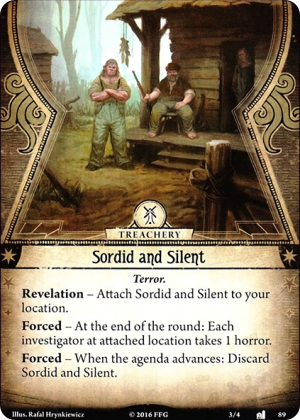 TREACHERY
Sordid and Silent
Terror.
Revelation – Attach Sordid and Silent to your
location.
Forced – At the end of the round: Each
investigator at attached location takes 1 horror.
Forced – When the agenda advances: Discard
Sordid and Silent.
Illus. Rafał Hrynkiewicz
© 2016 FFG
3/4
89